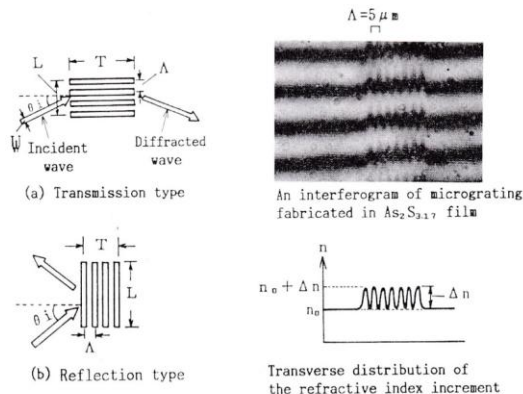 L
T
Λ
θi
W
Incident
wave
Diffracted
wave
(a) Transmission type
Λ=5μm
An interferogram of micrograting
fabricated in As₂S₃.₁₇ film
T
L
θi
Λ
(b) Reflection type
n
n₀+Δn
Δn
n₀
Transverse distribution of
the refractive index increment